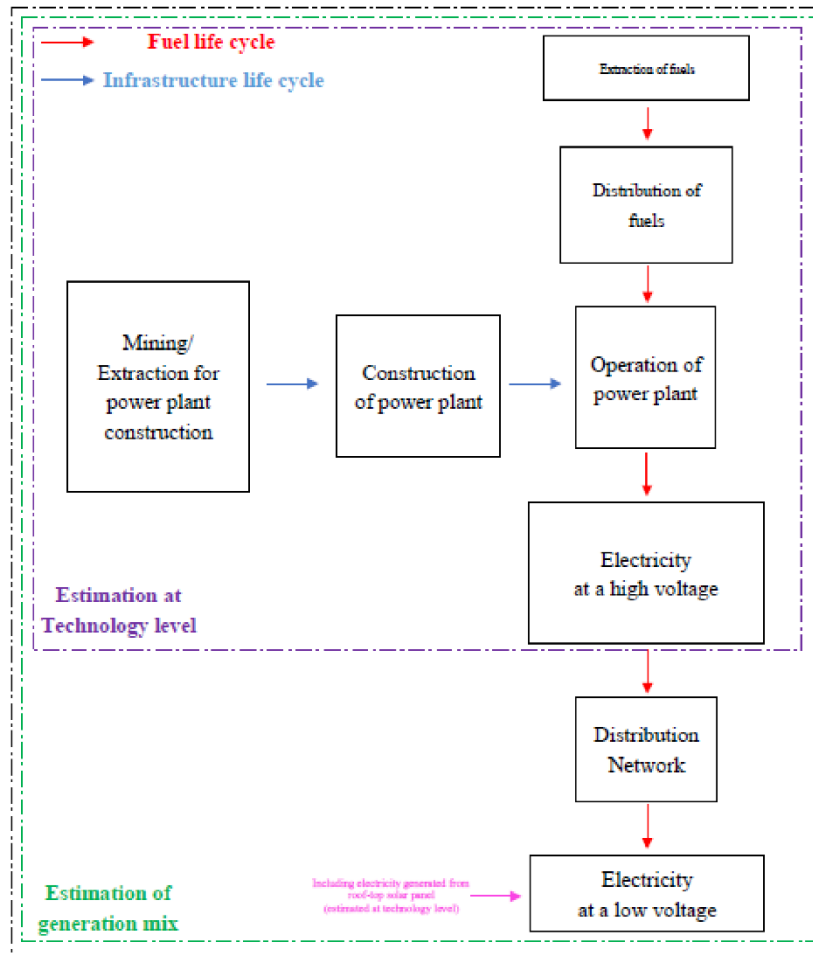 Fuel life cycle
Infrastructure life cycle
Extraction of fuels
Distribution of
fuels
Mining/
Extraction for
power plant
construction
Construction
of power plant
Operation of
power plant
Electricity
at a high voltage
Estimation at
Technology level
Distribution
Network
Including electricity generated from
roof-top solar panel
(estimated at technology level)
Electricity
at a low voltage
Estimation of
generation mix